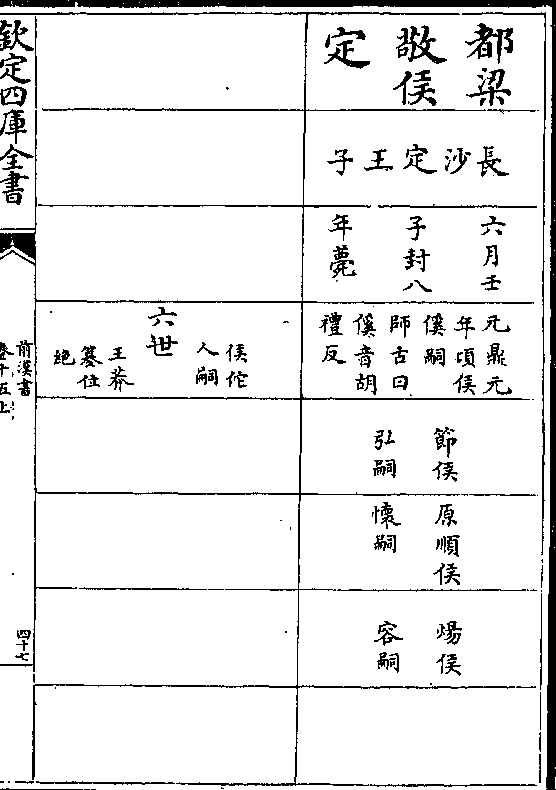 都梁
敬侯
定
長沙定王子
六月壬
子封八
年薨
元鼎元
年頃侯
傒嗣
師古曰
傒音胡
禮反
節侯
弘嗣
原順侯
懷嗣
煬侯
容嗣
六世
侯佗
人嗣
王莽
簒位
絶
欽定四庫全書
前漢書
卷十五上
四十七